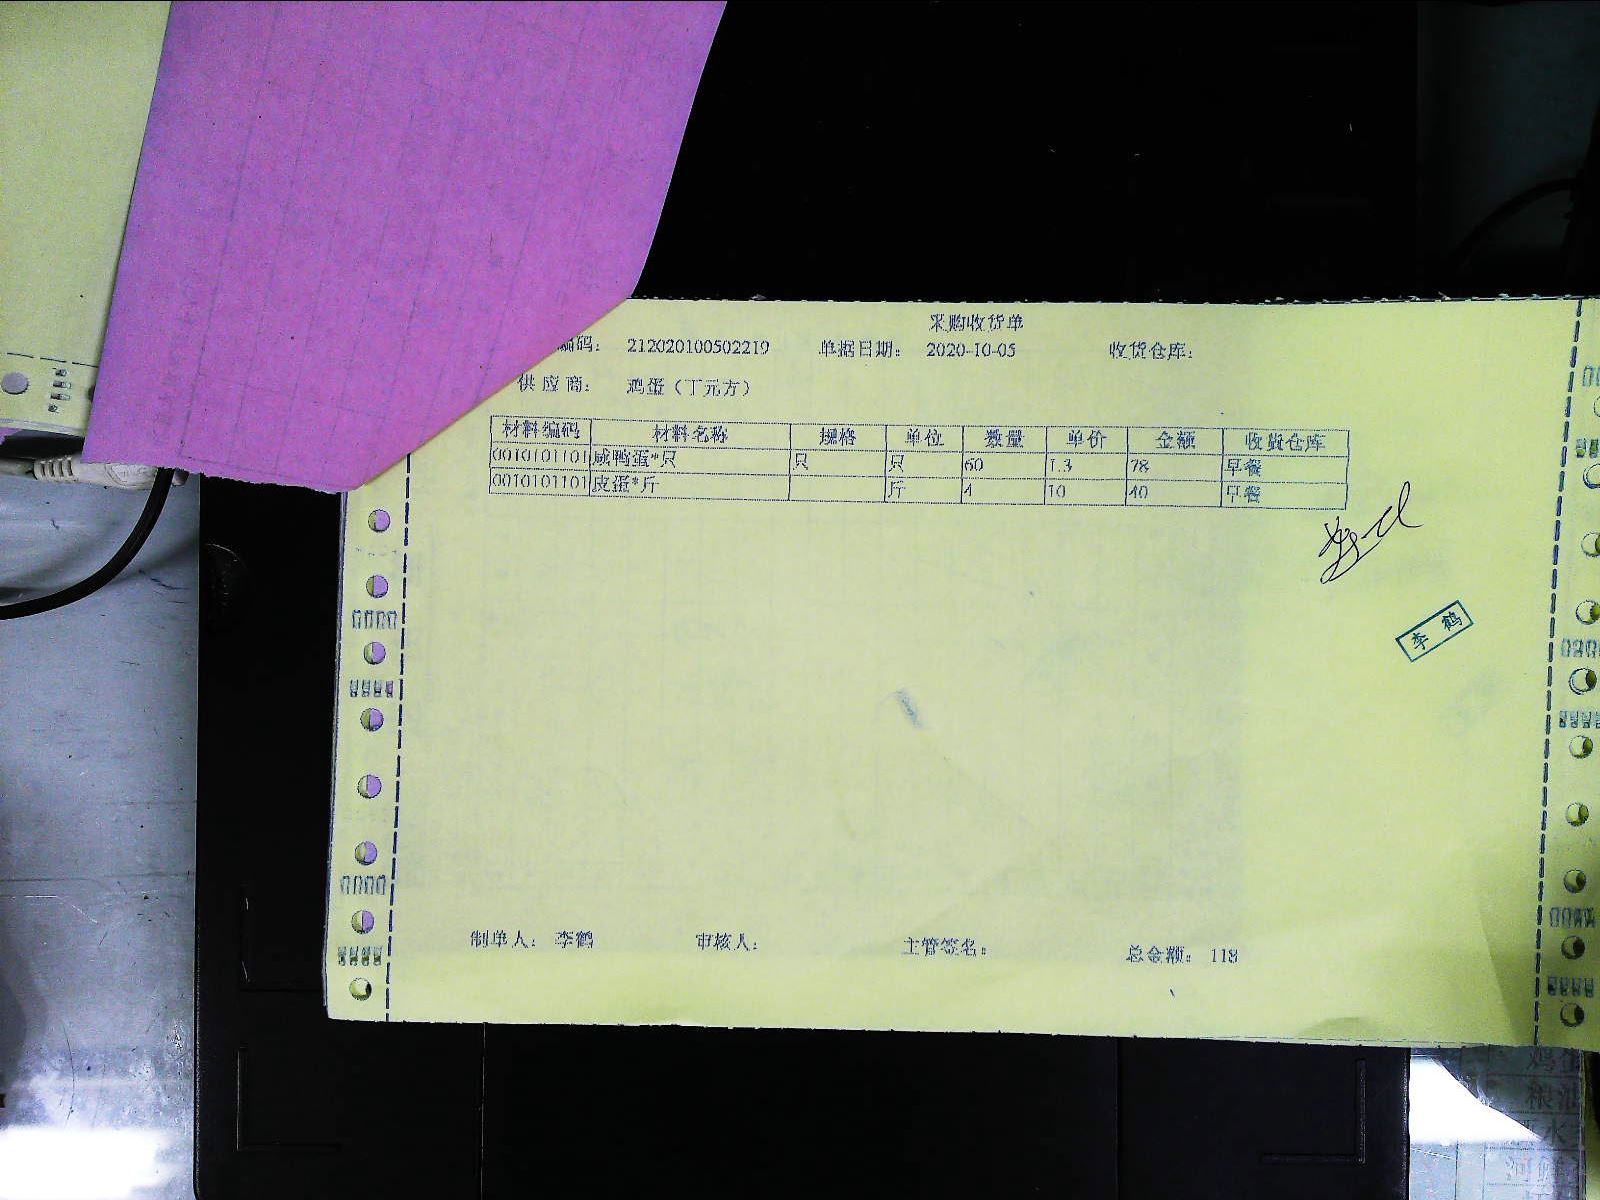 采购收货单
编码： 212020100502219 单据日期： 2020-10-05 收货仓库：
供应商： 鸡蛋（丁元方）
材料编码 材料名称 规格 单位 数量 单价 金额 收货仓库
0010101101 咸鸭蛋*只 只 只 60 1.3 78 早餐
0010101101 皮蛋*斤 斤 4 10 40 早餐
李鹤
制单人： 李鹤 审核人： 主管签名： 总金额： 118